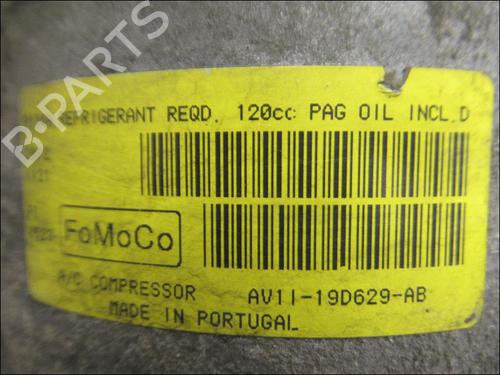 B-PARTS
REFRIGERANT REQD. 120cc PAG OIL INCL.D
FoMoCo
A/C COMPRESSOR AV11-19D629-AB
MADE IN PORTUGAL